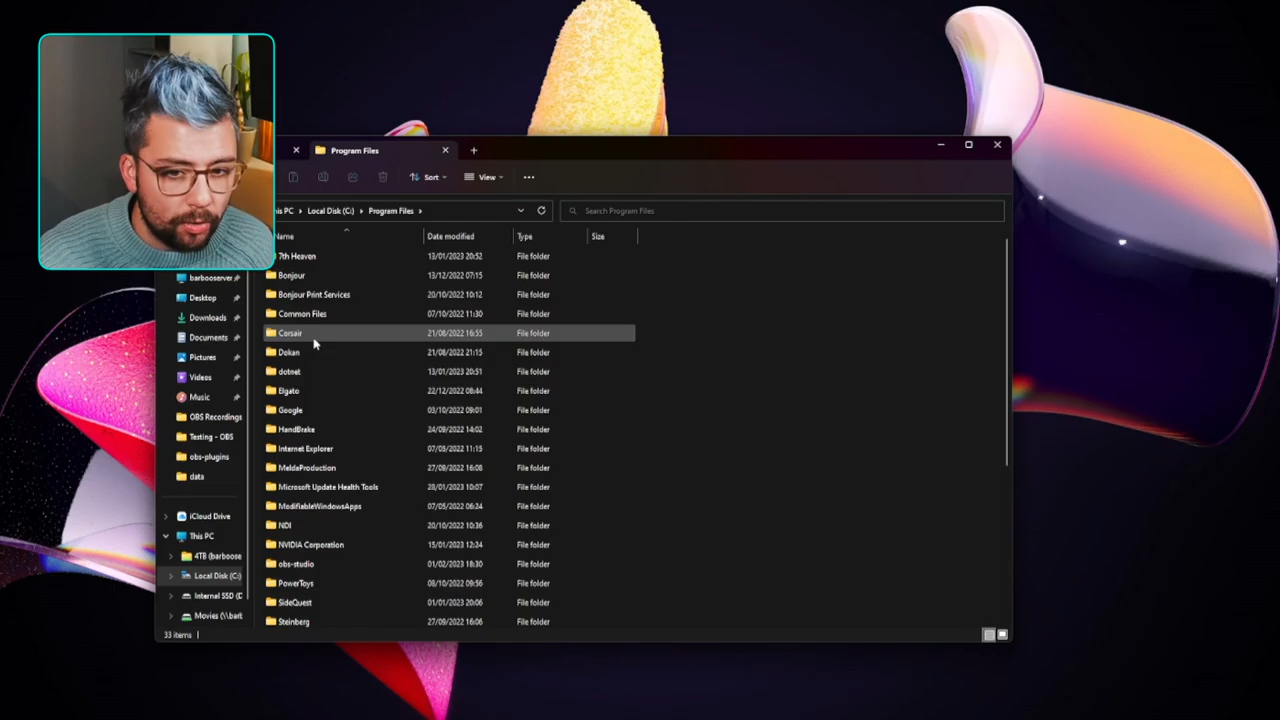 Program Files
Sort
View
his PC > Local Disk (C:) > Program Files >
Search Program Files
Name
Date modified
Type
Size
7th Heaven 13/01/2023 20:52 File folder
Bonjour 13/12/2022 07:15 File folder
Bonjour Print Services 20/10/2022 10:12 File folder
Common Files 07/10/2022 11:30 File folder
Corsair 21/08/2022 16:55 File folder
Dokan 21/08/2022 21:15 File folder
dotnet 13/01/2023 20:51 File folder
Elgato 22/12/2022 08:44 File folder
Google 03/10/2022 09:01 File folder
HandBrake 24/09/2022 14:02 File folder
Internet Explorer 07/05/2022 11:15 File folder
MeldaProduction 27/09/2022 16:08 File folder
Microsoft Update Health Tools 28/01/2023 10:07 File folder
ModifiableWindowsApps 07/05/2022 06:24 File folder
NDI 20/10/2022 10:36 File folder
NVIDIA Corporation 15/01/2023 12:34 File folder
obs-studio 01/02/2023 18:30 File folder
PowerToys 08/10/2022 09:56 File folder
SideQuest 01/01/2023 20:06 File folder
Steinberg 27/09/2022 16:06 File folder
barbooserver
Desktop
Downloads
Documents
Pictures
Videos
Music
OBS Recordings
Testing - OBS
obs-plugins
data
iCloud Drive
This PC
4TB (barboose
Local Disk (C:)
Internal SSD (D
Movies (\\barb
33 items